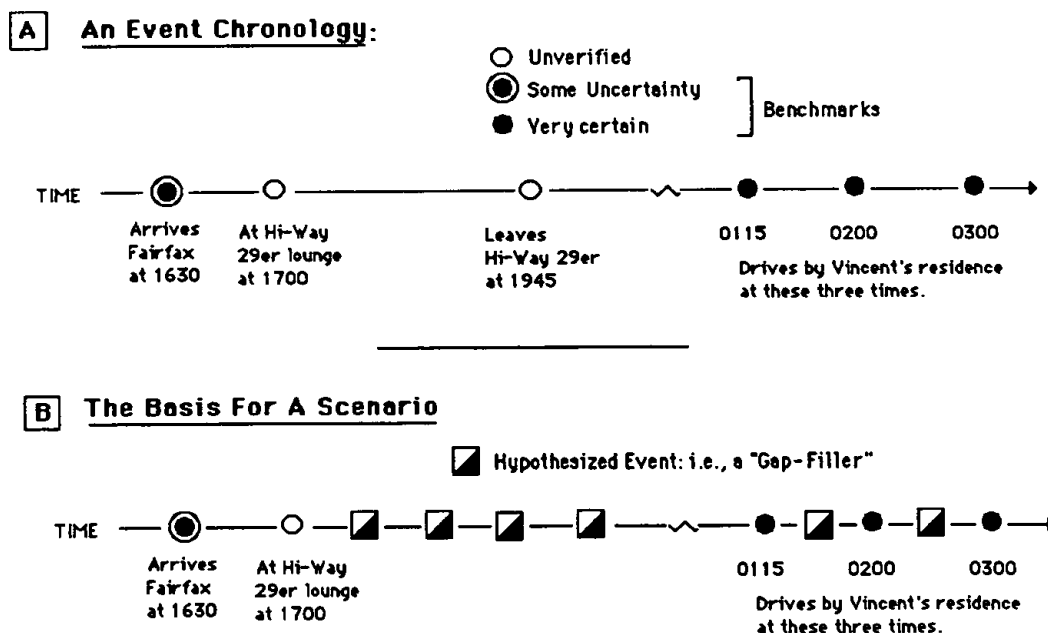 A An Event Chronology:
Unverified
Some Uncertainty
Very certain
Benchmarks
TIME
Arrives
Fairfax
at 1630
At Hi-Way
29er lounge
at 1700
Leaves
Hi-Way 29er
at 1945
0115 0200 0300
Drives by Vincent's residence
at these three times.
B The Basis For A Scenario
Hypothesized Event: i.e., a "Gap-Filler"
TIME
Arrives
Fairfax
at 1630
At Hi-Way
29er lounge
at 1700
0115 0200 0300
Drives by Vincent's residence
at these three times.